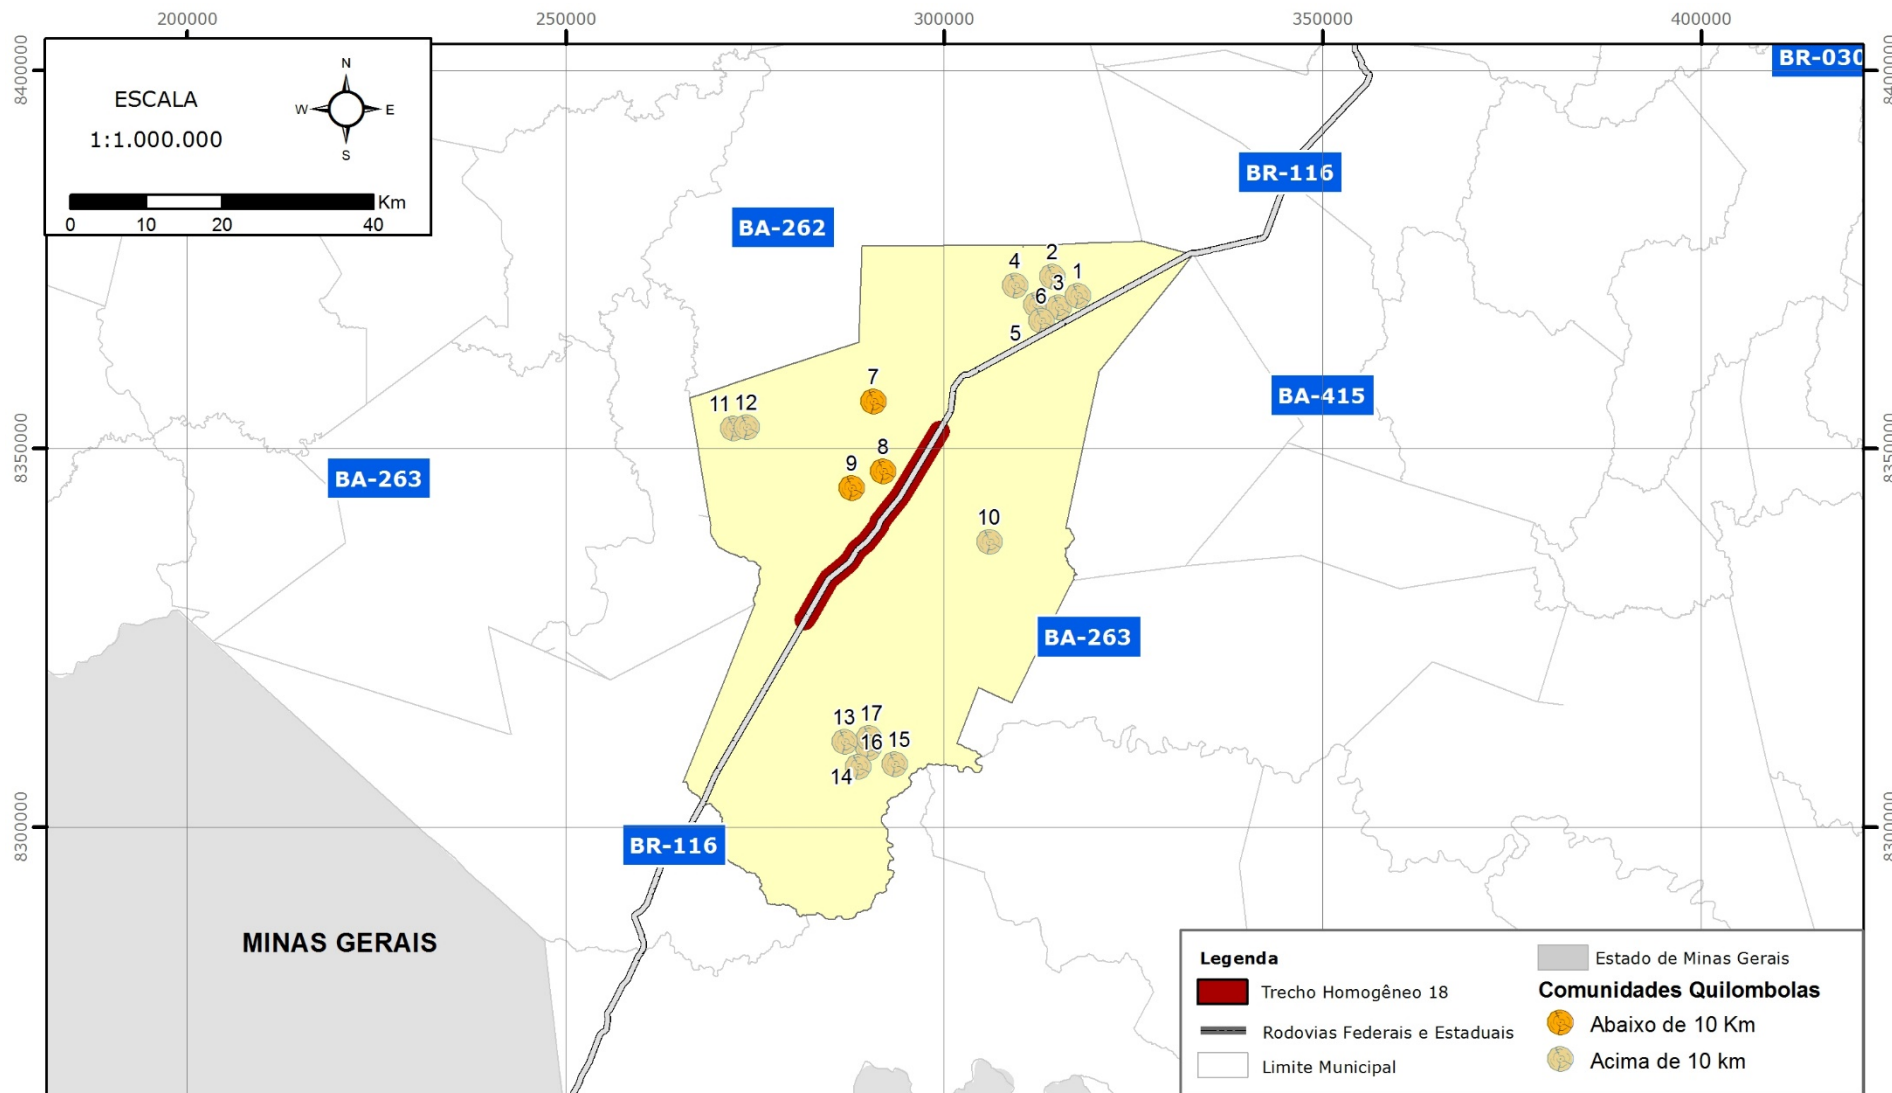 200000
250000
300000
350000
400000
8400000
8350000
8300000
8400000
8350000
8300000
ESCALA
1:1.000.000
N
W
E
S
0
10
20
40
Km
BR-030
BR-116
BA-262
BA-415
BA-263
BA-263
BR-116
4
2
1
6
3
5
7
11
12
8
9
10
13
17
16
15
14
MINAS GERAIS
Legenda
Trecho Homogêneo 18
Rodovias Federais e Estaduais
Limite Municipal
Estado de Minas Gerais
Comunidades Quilombolas
Abaixo de 10 Km
Acima de 10 km